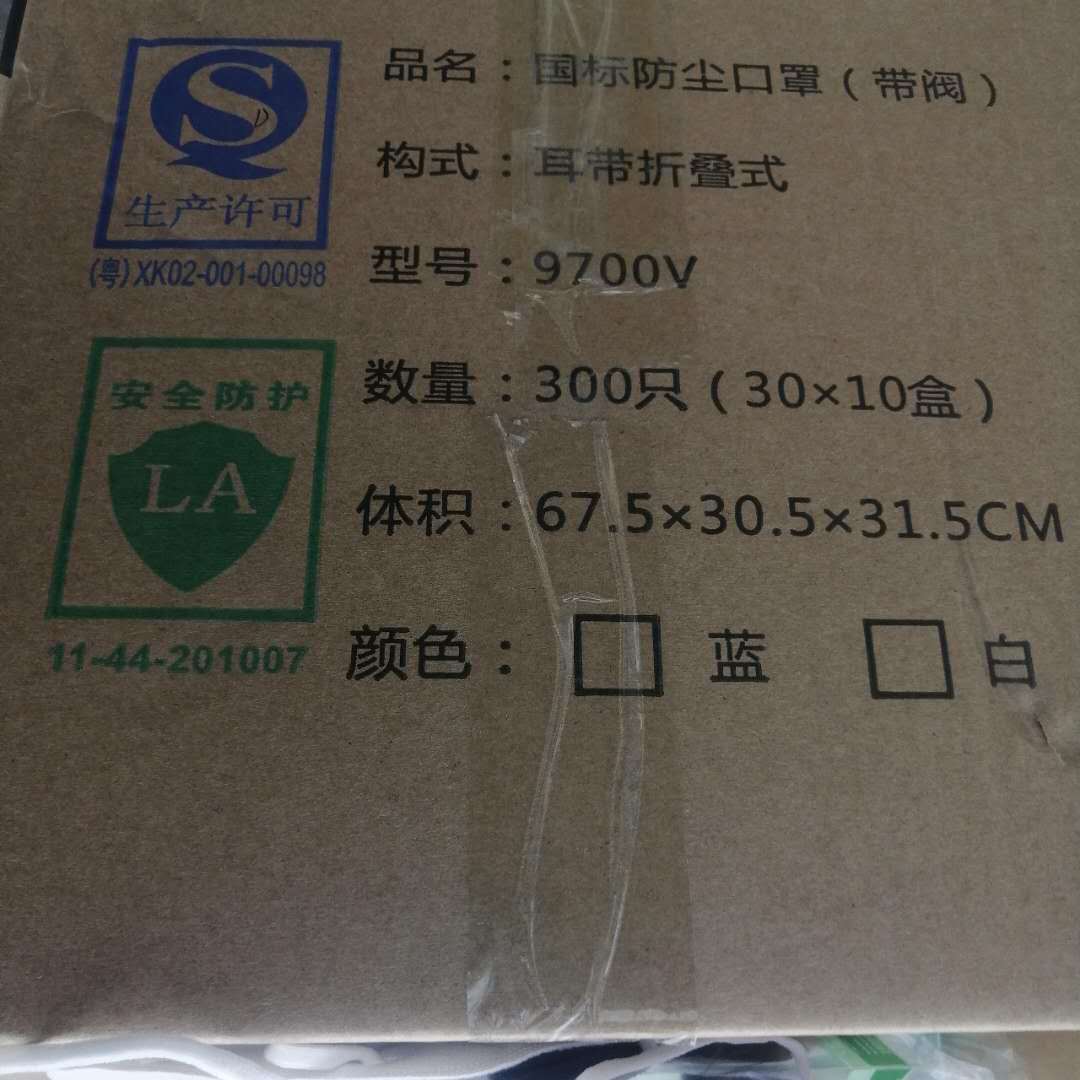 S
D
生产许可
(粤)XK02-001-00098
安全防护
LA
11-44-201007
品名：国标防尘口罩（带阀）
构式：耳带折叠式
型号：9700V
数量：300只（30×10盒）
体积：67.5×30.5×31.5CM
颜色：□ 蓝 □ 白